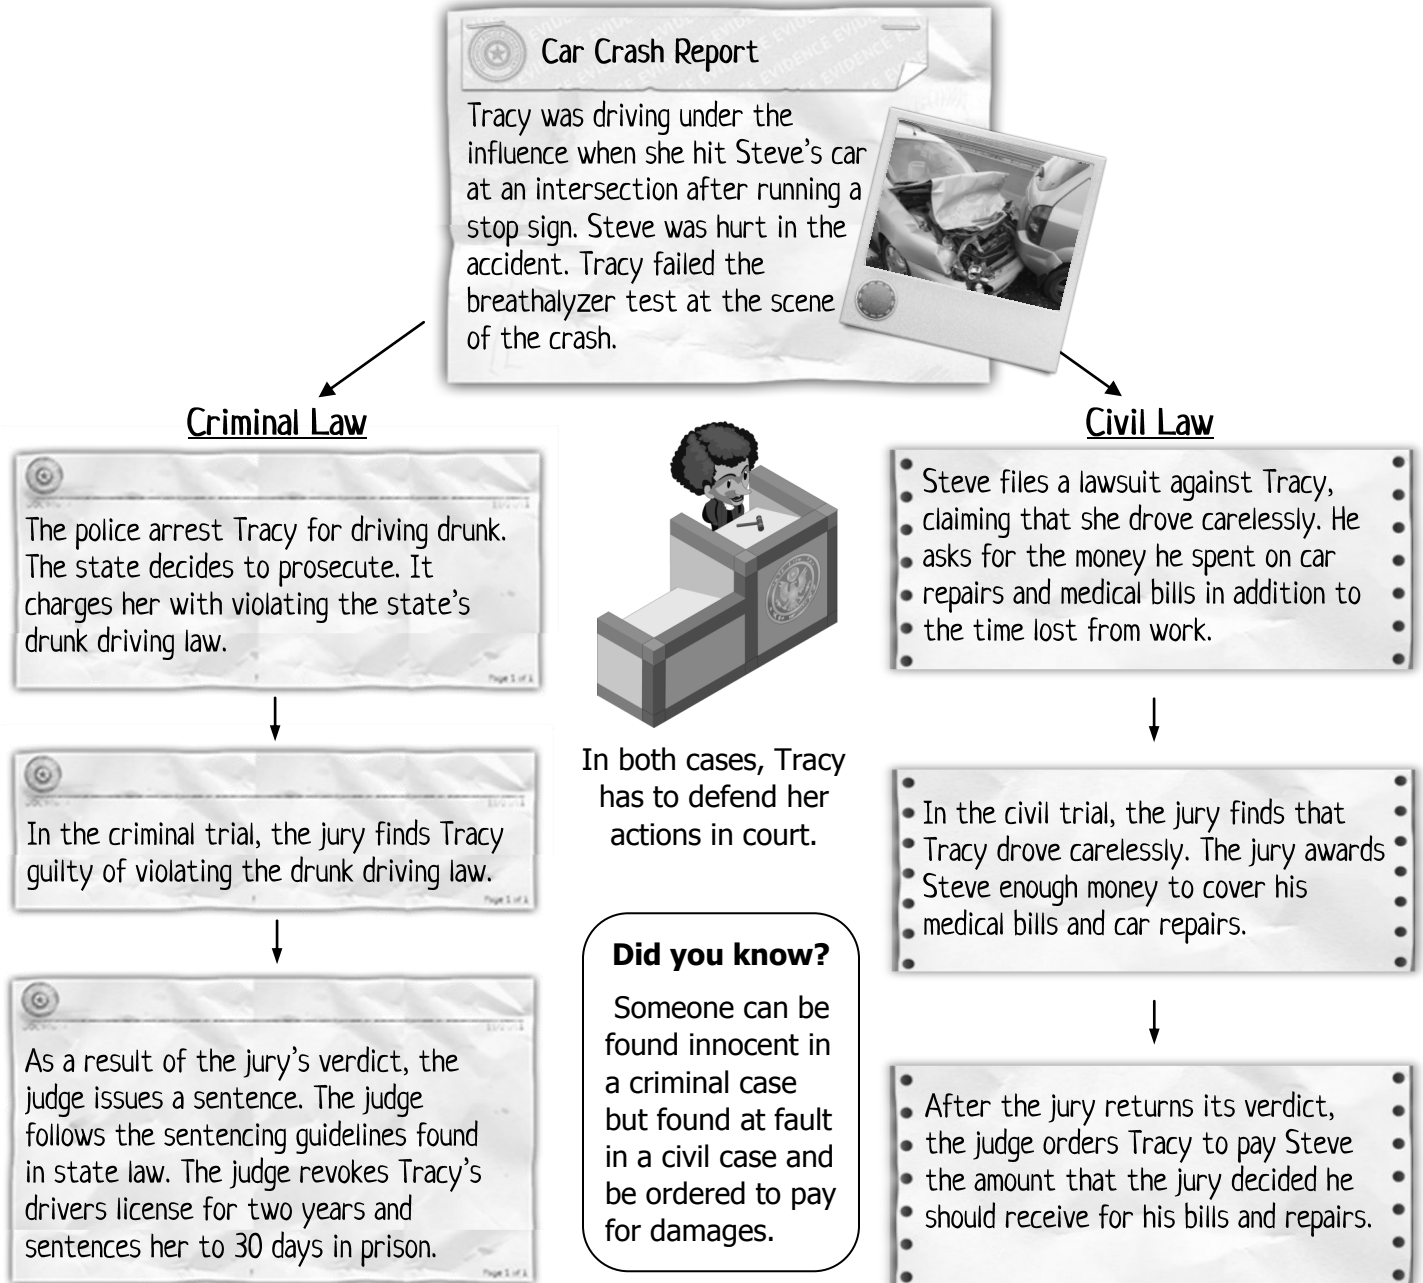 Car Crash Report
Tracy was driving under the
influence when she hit Steve's car
at an intersection after running a
stop sign. Steve was hurt in the
accident. Tracy failed the
breathalyzer test at the scene
of the crash.
Criminal Law
The police arrest Tracy for driving drunk.
The state decides to prosecute. It
charges her with violating the state's
drunk driving law.
Page 1 of 1
In the criminal trial, the jury finds Tracy
guilty of violating the drunk driving law.
Page 1 of 1
As a result of the jury's verdict, the
judge issues a sentence. The judge
follows the sentencing guidelines found
in state law. The judge revokes Tracy's
drivers license for two years and
sentences her to 30 days in prison.
Page 1 of 1
In both cases, Tracy
has to defend her
actions in court.
Did you know?
Someone can be
found innocent in
a criminal case
but found at fault
in a civil case and
be ordered to pay
for damages.
Civil Law
Steve files a lawsuit against Tracy,
claiming that she drove carelessly. He
asks for the money he spent on car
repairs and medical bills in addition to
the time lost from work.
In the civil trial, the jury finds that
Tracy drove carelessly. The jury awards
Steve enough money to cover his
medical bills and car repairs.
After the jury returns its verdict,
the judge orders Tracy to pay Steve
the amount that the jury decided he
should receive for his bills and repairs.